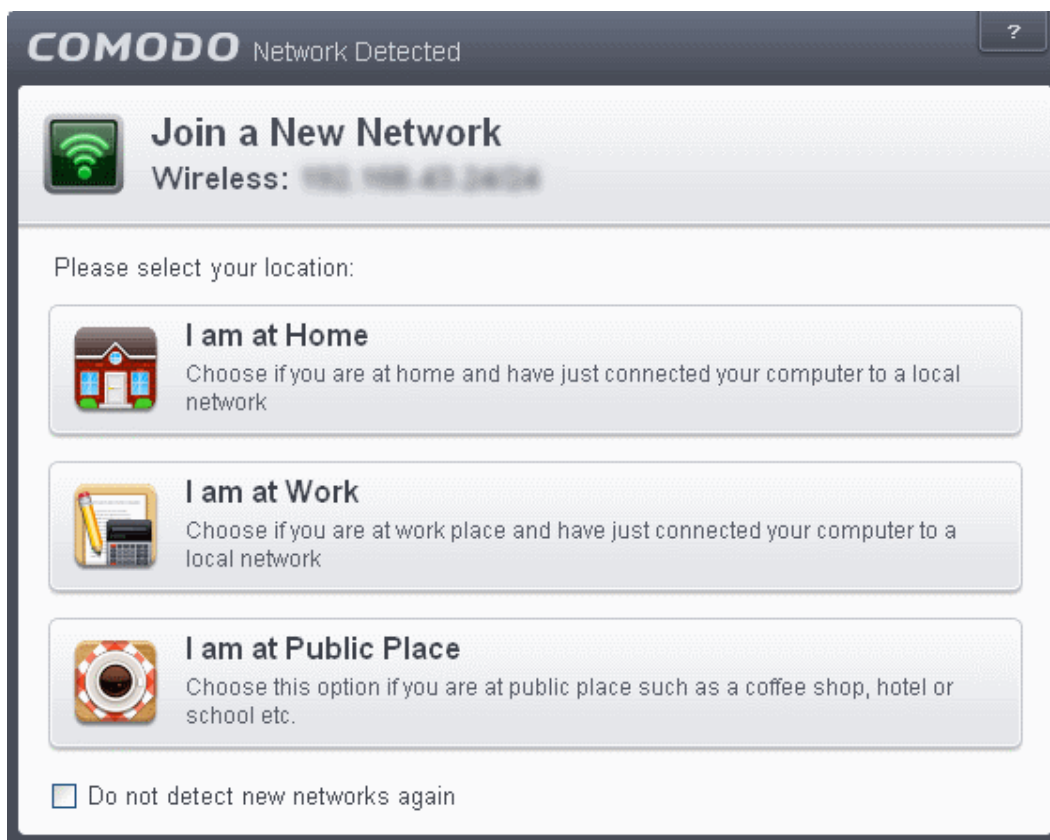 COMODO Network Detected
?
Join a New Network
Wireless:
Please select your location:
I am at Home
Choose if you are at home and have just connected your computer to a local
network
I am at Work
Choose if you are at work place and have just connected your computer to a
local network
I am at Public Place
Choose this option if you are at public place such as a coffee shop, hotel or
school etc.
Do not detect new networks again